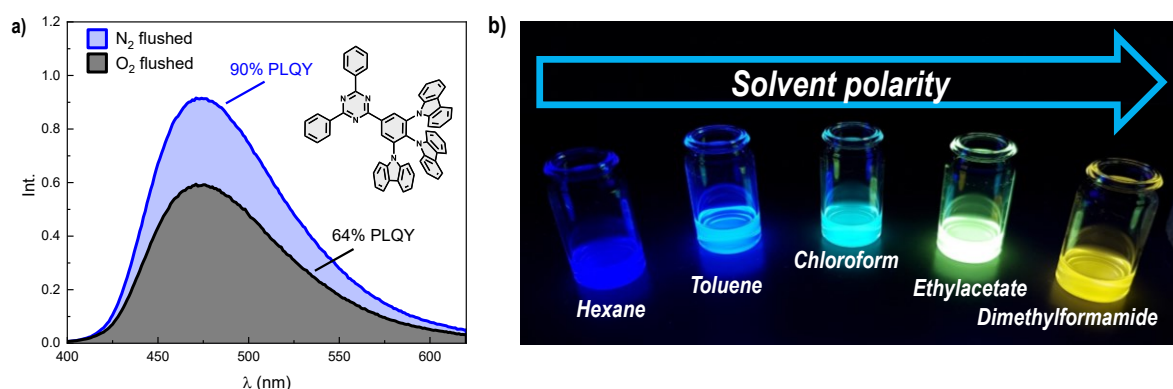 a)
N₂ flushed
O₂ flushed
90% PLQY
64% PLQY
N
N
N
N
N
N
Int.
1.2
1.0
0.8
0.6
0.4
0.2
0.0
400
450
500
550
600
λ (nm)
b)
Solvent polarity
Hexane
Toluene
Chloroform
Ethylacetate
Dimethylformamide